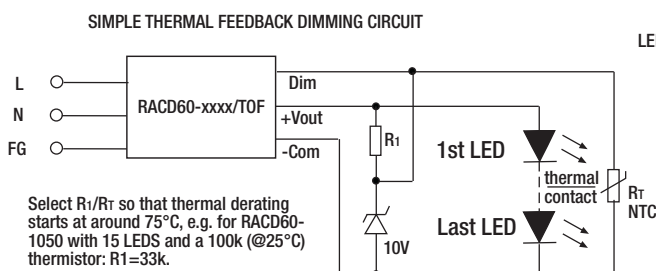 SIMPLE THERMAL FEEDBACK DIMMING CIRCUIT
LE
L
N
FG
RACD60-xxxx/TOF
Dim
+Vout
-Com
R1
1st LED
thermal
contact
RT
NTC
Last LED
10V
Select R1/RT so that thermal derating
starts at around 75°C, e.g. for RACD60-
1050 with 15 LEDS and a 100k (@25°C)
thermistor: R1=33k.